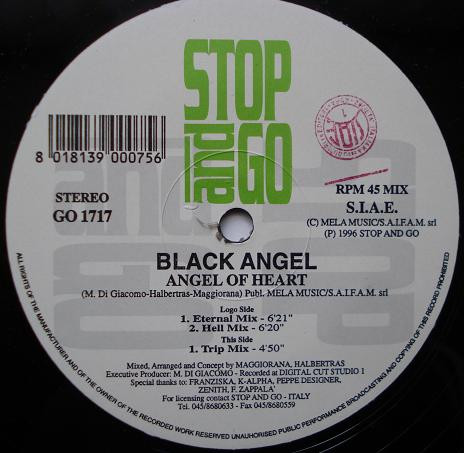 STOP
and
GO
8 018139 000756
STEREO
GO 1717
RPM 45 MIX
S.I.A.E.
(C) MELA MUSIC/S.A.I.F.A.M. srl
(P) 1996 STOP AND GO
BLACK ANGEL
ANGEL OF HEART
(M. Di Giacomo-Halbertras-Maggiorana) Publ. MELA MUSIC/S.A.I.F.A.M. srl
Logo Side
1. Eternal Mix - 6'21"
2. Hell Mix - 6'20"
This Side
1. Trip Mix - 4'50"
Mixed, Arranged and Concept by MAGGIORANA, HALBERTRAS
Executive Producer: M. DI GIACOMO - Recorded at DIGITAL CUT STUDIO 1
Special thanks to: FRANZISKA, K-ALPHA, PEPPE DESIGNER,
ZENITH, F. ZAPPALA'
For licensing contact STOP AND GO - ITALY
Tel. 045/8680633 - Fax 045/8680559
ALL RIGHTS OF THE MANUFACTURER AND OF THE OWNER OF THE RECORDED WORK RESERVED UNAUHORISED PUBLIC PERFORMANCE BROADCASTING AND COPYING OF THE RECORD PROHIBITED